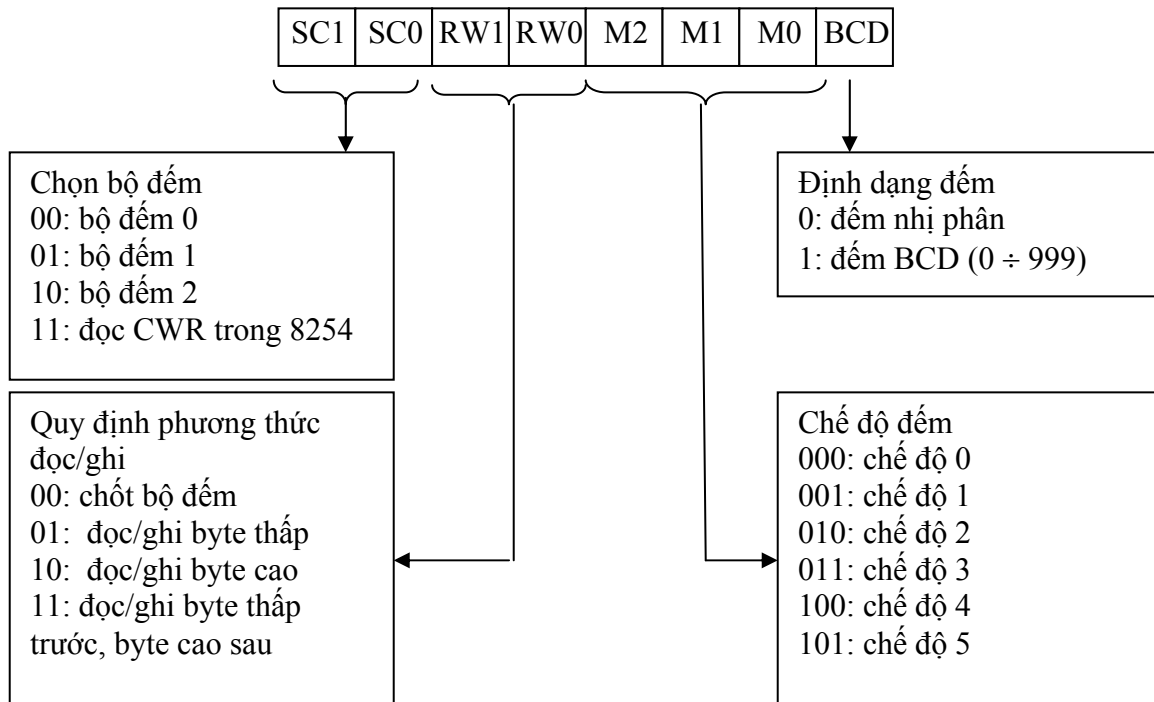 SC1 SC0 RW1 RW0 M2 M1 M0 BCD
Chọn bộ đếm
00: bộ đếm 0
01: bộ đếm 1
10: bộ đếm 2
11: đọc CWR trong 8254
Định dạng đếm
0: đếm nhị phân
1: đếm BCD (0 ÷ 999)
Quy định phương thức
đọc/ghi
00: chốt bộ đếm
01: đọc/ghi byte thấp
10: đọc/ghi byte cao
11: đọc/ghi byte thấp
trước, byte cao sau
Chế độ đếm
000: chế độ 0
001: chế độ 1
010: chế độ 2
011: chế độ 3
100: chế độ 4
101: chế độ 5